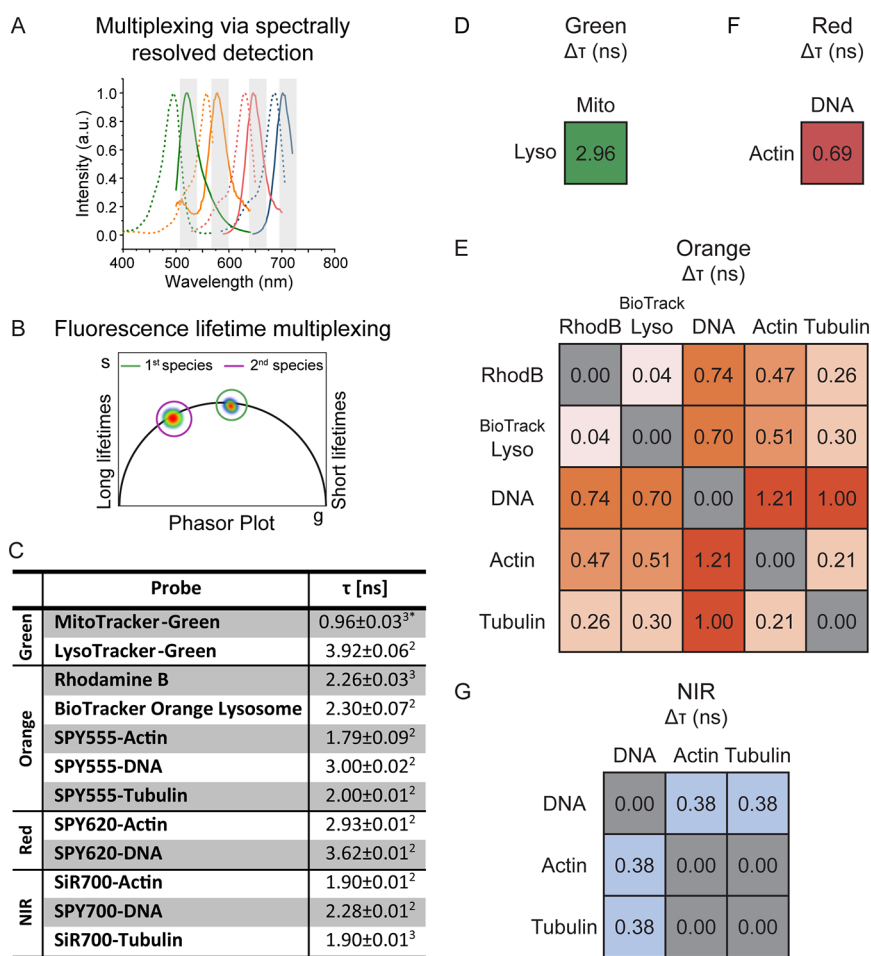 A
Multiplexing via spectrally
resolved detection
Intensity (a.u.)
1.0
0.8
0.6
0.4
0.2
0.0
400 500 600 700 800
Wavelength (nm)
B
Fluorescence lifetime multiplexing
s
1st species 2nd species
Long lifetimes
Short lifetimes
Phasor Plot
g
C
Probe τ [ns]
Green
MitoTracker-Green 0.96±0.03³*
LysoTracker-Green 3.92±0.06²
Orange
Rhodamine B 2.26±0.03³
BioTracker Orange Lysosome 2.30±0.07²
SPY555-Actin 1.79±0.09²
SPY555-DNA 3.00±0.02²
SPY555-Tubulin 2.00±0.01²
Red
SPY620-Actin 2.93±0.01²
SPY620-DNA 3.62±0.01²
NIR
SiR700-Actin 1.90±0.01²
SPY700-DNA 2.28±0.01²
SiR700-Tubulin 1.90±0.01³
D
Green
Δτ (ns)
Mito
Lyso 2.96
F
Red
Δτ (ns)
DNA
Actin 0.69
E
Orange
Δτ (ns)
RhodB BioTrack Lyso DNA Actin Tubulin
RhodB 0.00 0.04 0.74 0.47 0.26
BioTrack
Lyso 0.04 0.00 0.70 0.51 0.30
DNA 0.74 0.70 0.00 1.21 1.00
Actin 0.47 0.51 1.21 0.00 0.21
Tubulin 0.26 0.30 1.00 0.21 0.00
G
NIR
Δτ (ns)
DNA Actin Tubulin
DNA 0.00 0.38 0.38
Actin 0.38 0.00 0.00
Tubulin 0.38 0.00 0.00